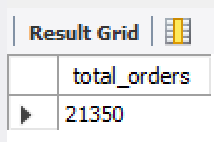 Result Grid
total_orders
21350